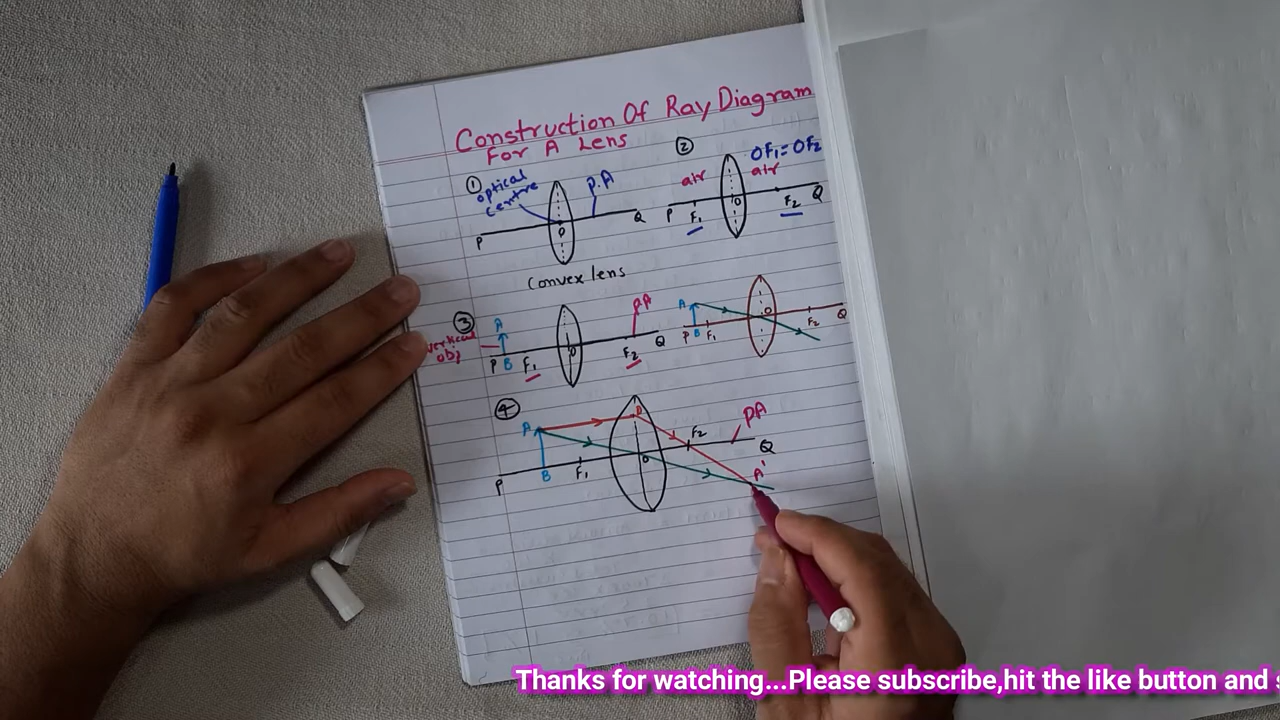 Construction Of Ray Diagram
For A Lens
①
optical
centre
P.A
P
O
Q
Convex lens
②
OF₁=OF₂
air
air
P
F₁
O
F₂
Q
③
A
vertical
obj
P B F₁
O
F₂
P.A
Q
A
P B F₁
O
F₂
Q
④
A
D
P
B
F₁
O
F₂
PA
Q
A'
Thanks for watching...Please subscribe,hit the like button and s